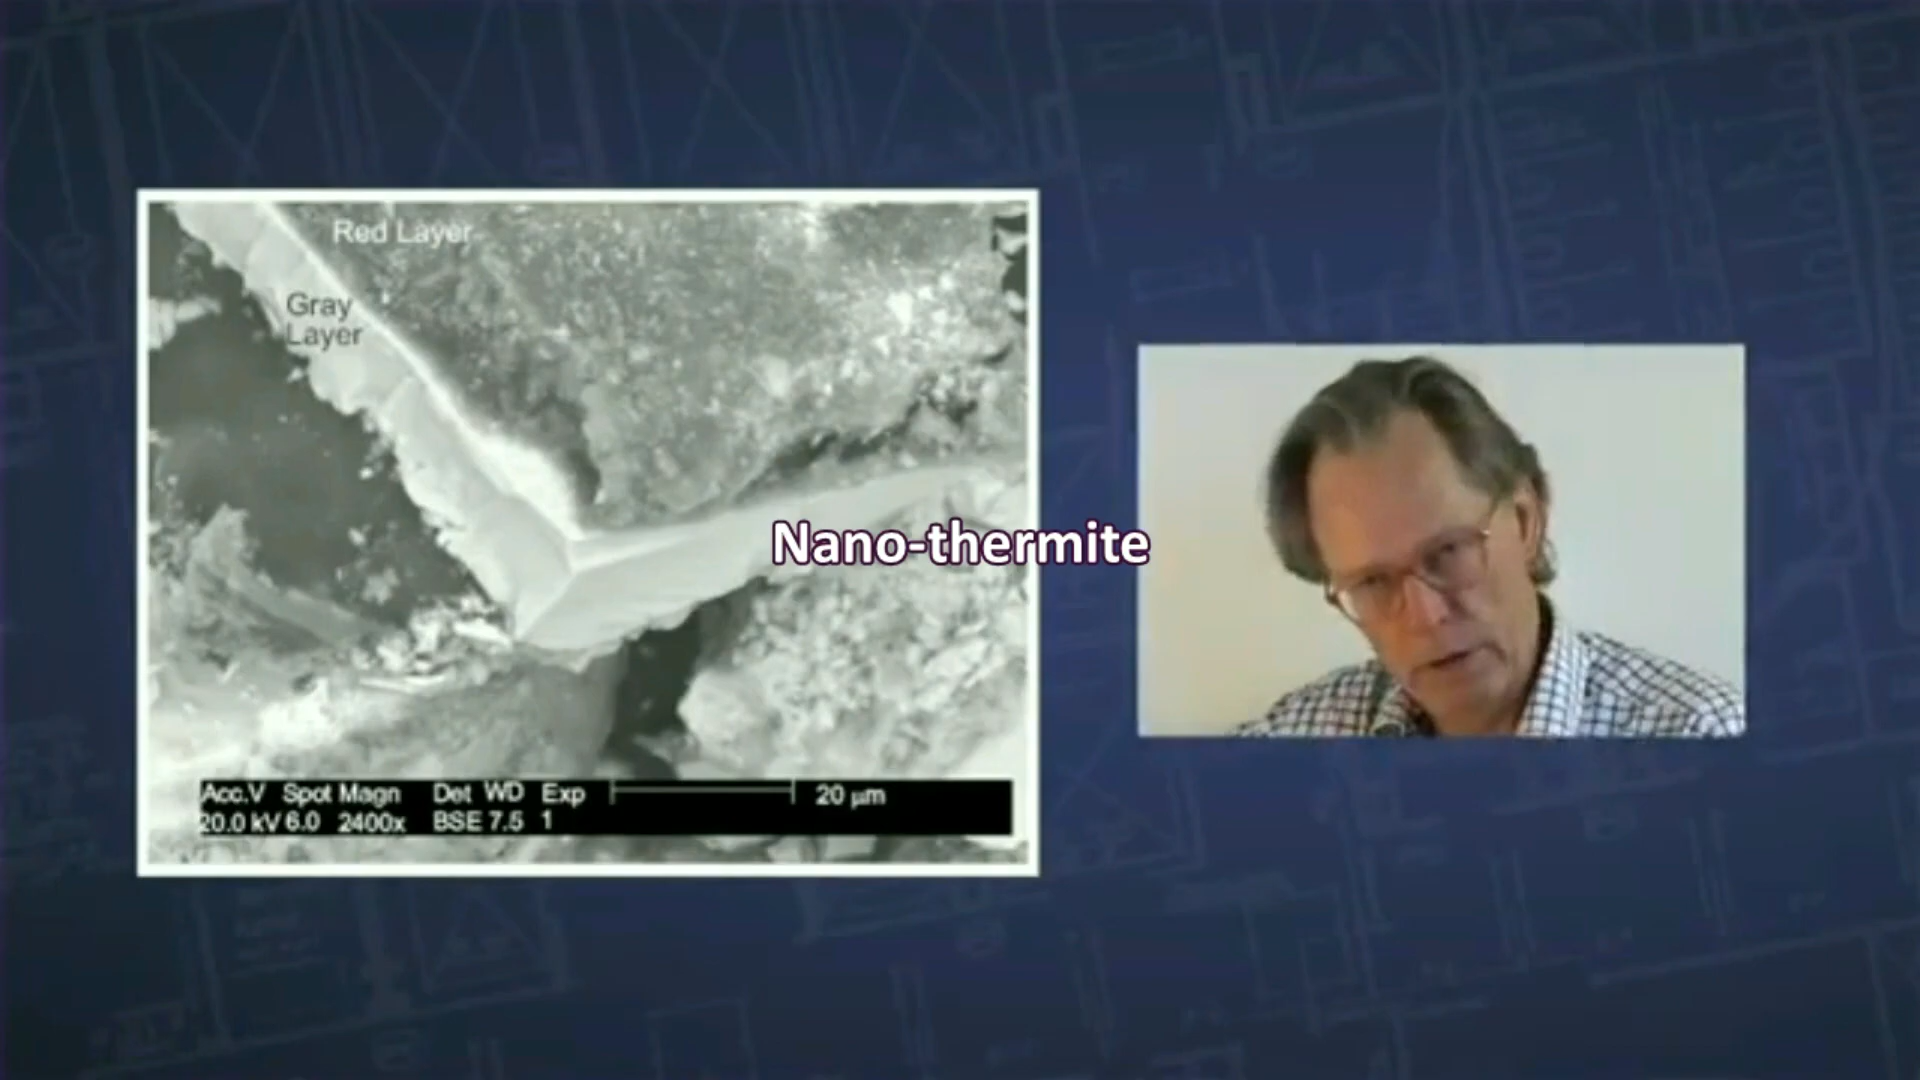 Red Layer
Gray
Layer
Nano-thermite
Acc.V Spot Magn Det WD Exp 20 µm
20.0 kV 6.0 2400x BSE 7.5 1